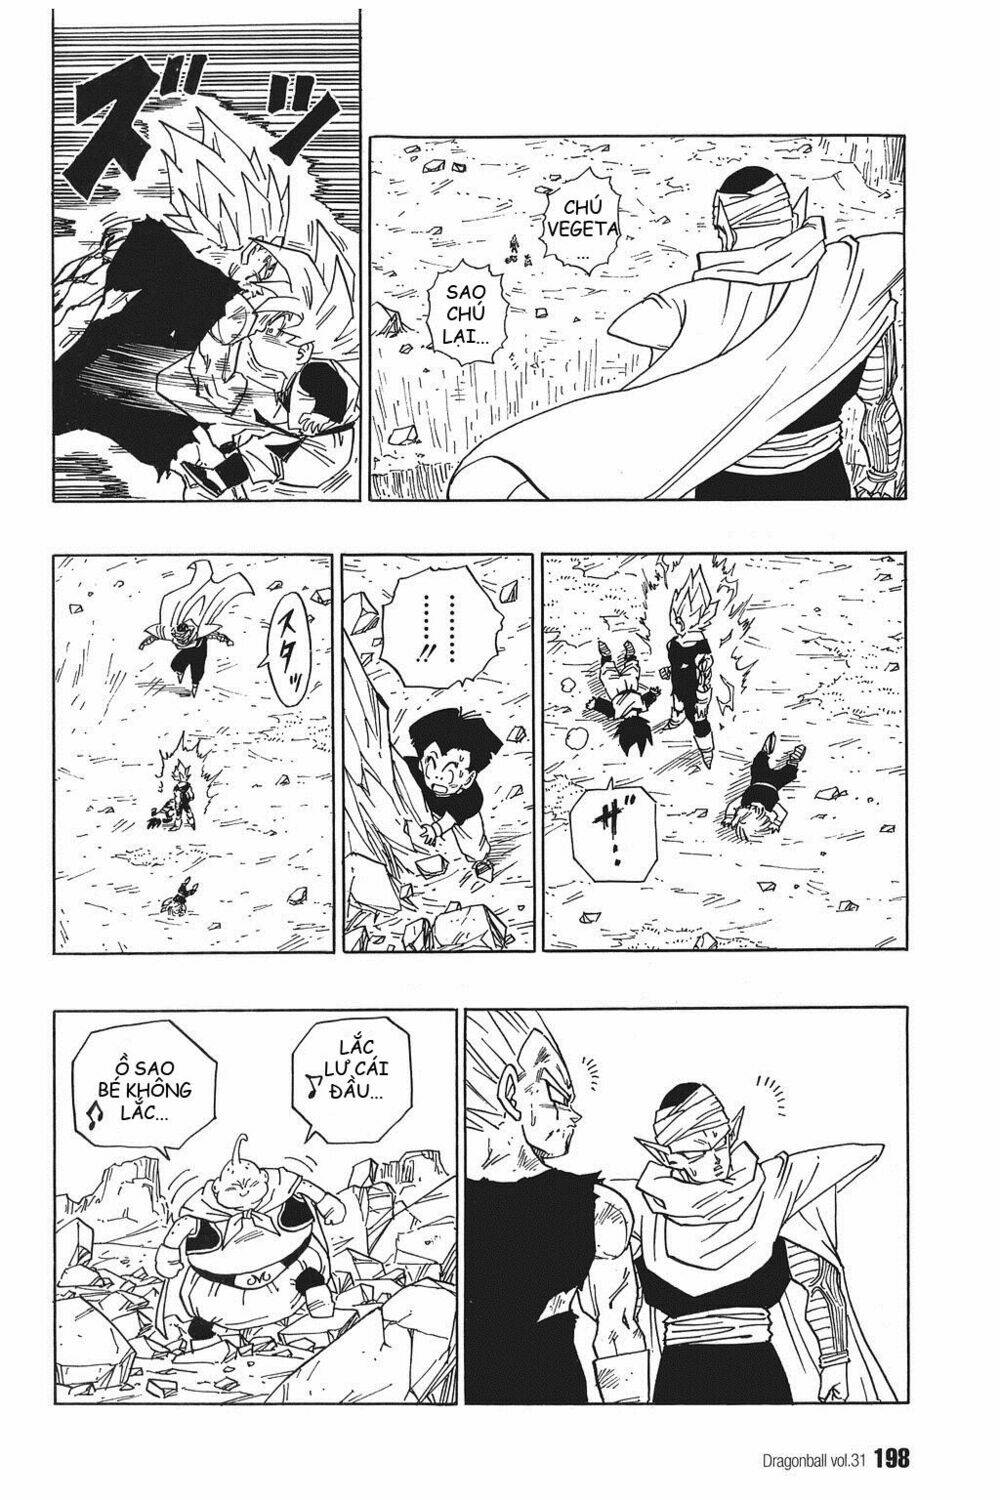 ズッ
CHÚ
VEGETA
...
SAO
CHÚ
LẠI...
スタッ
......!!
ザ...
LẮC
LƯ CÁI
♪ ĐẦU...
Ồ SAO
BÉ KHÔNG
♪ LẮC...
Dragonball vol.31 198